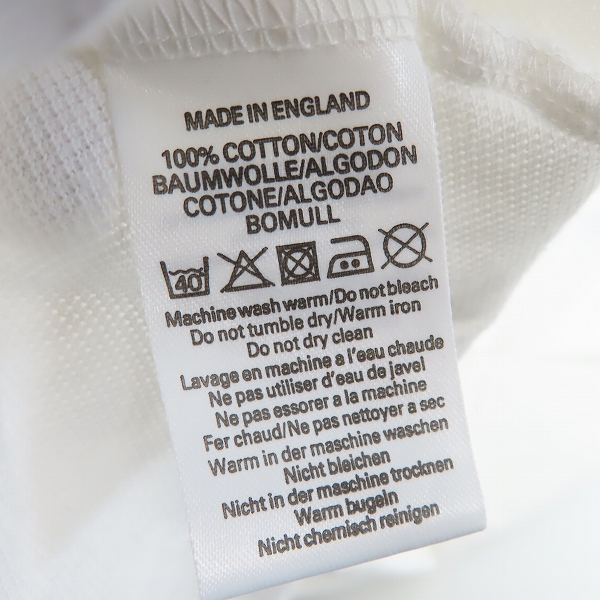 MADE IN ENGLAND
100% COTTON/COTON
BAUMWOLLE/ALGODON
COTONE/ALGODAO
BOMULL
40
Machine wash warm/Do not bleach
Do not tumble dry/Warm iron
Do not dry clean
Lavage en machine a l'eau chaude
Ne pas utiliser d'eau de javel
Ne pas essorer a la machine
Fer chaud/Ne pas nettoyer a sec
Warm in der maschine waschen
Nicht bleichen
Nicht in der maschine trocknen
Warm bugeln
Nicht chemisch reinigen